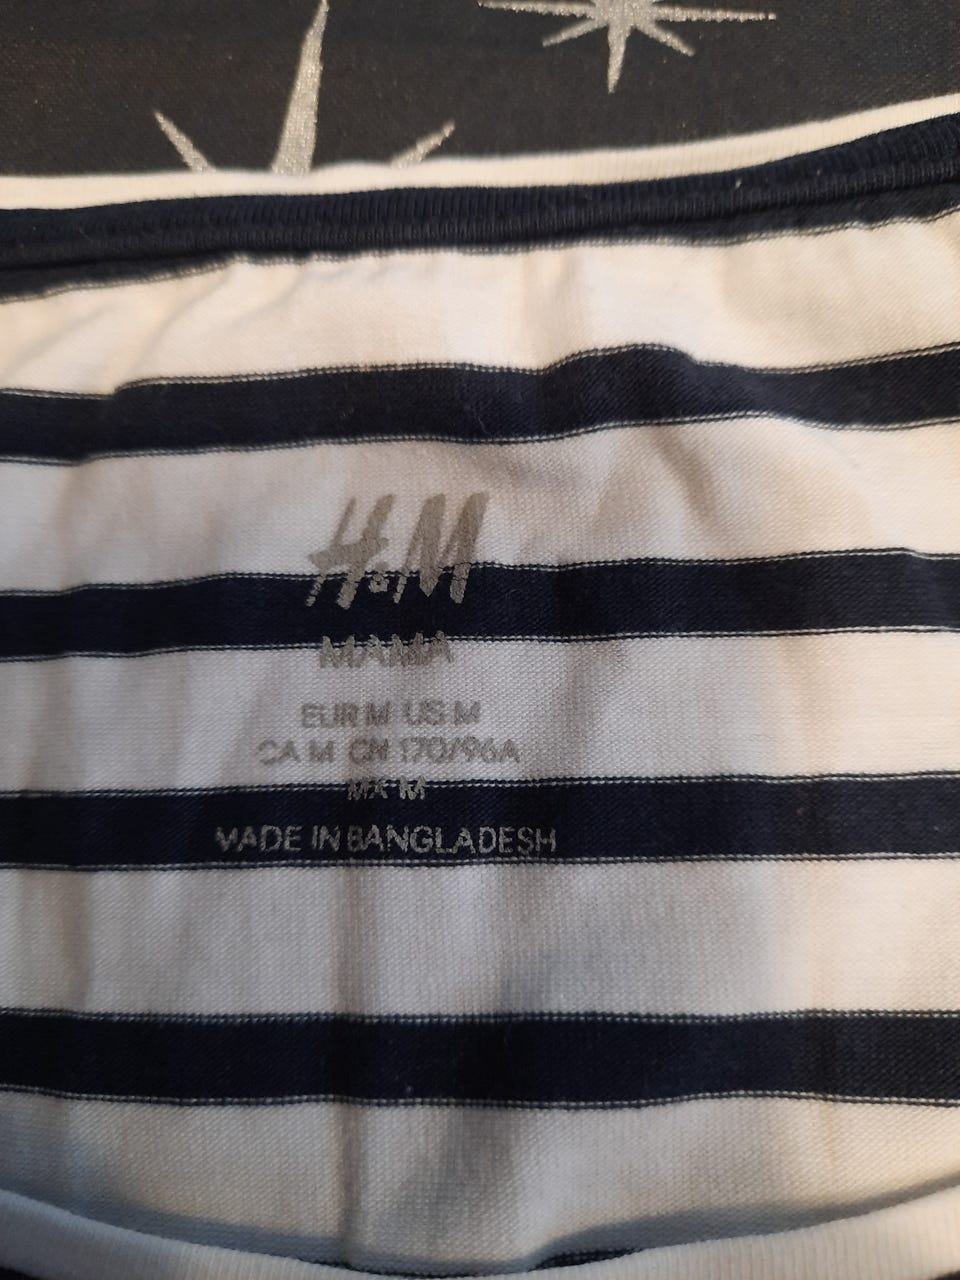 H&M
MAMA
EUR M US M
CA M CN 170/96A
MX M
MADE IN BANGLADESH